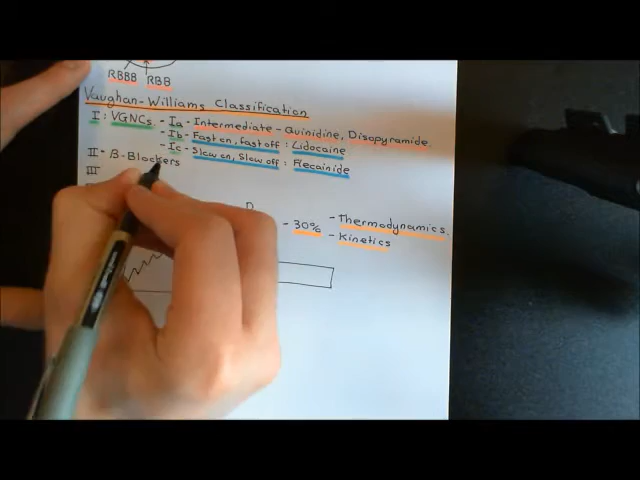 RBBB RBB
Vaughan-Williams Classification
I: VGNCs - Ia - Intermediate - Quinidine, Disopyramide.
- Ib - Fast on, fast off : Lidocaine
- Ic - Slow on, Slow off : Flecainide
II - β-Blockers
III
- 30% - Thermodynamics.
- Kinetics